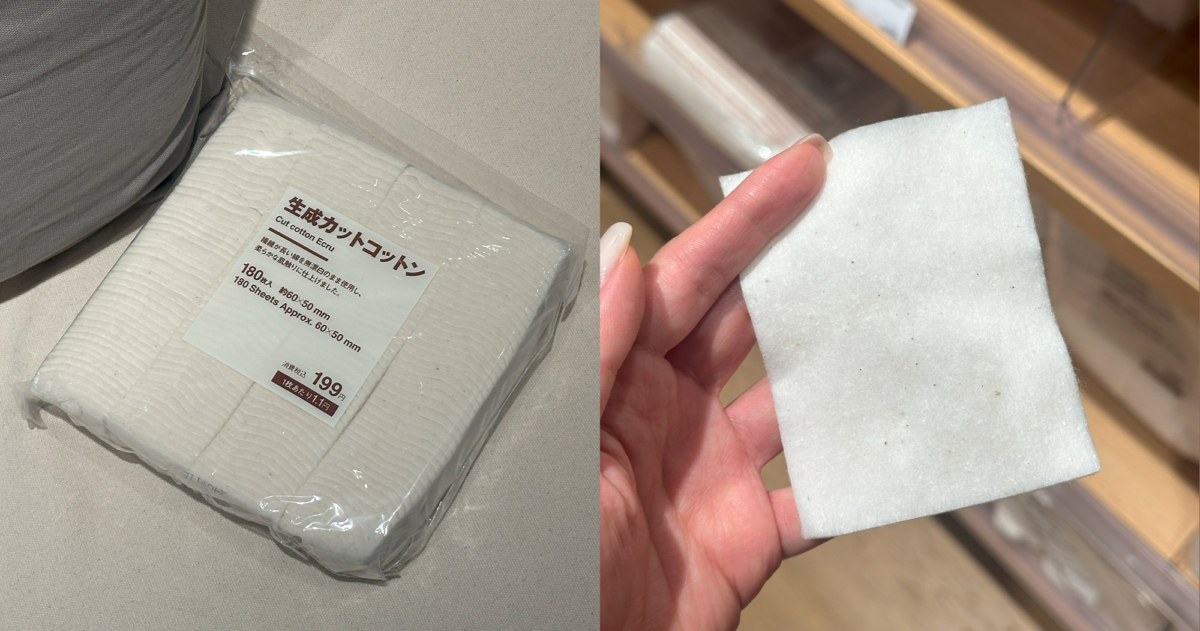 生成カットコットン
Cut cotton Ecru
繊維が長い綿を無漂白のまま使用し、
柔らかな肌触りに仕上げました。
180枚入 約60×50mm
180 Sheets Approx. 60×50 mm
消費税込 199円
1枚あたり1.1円